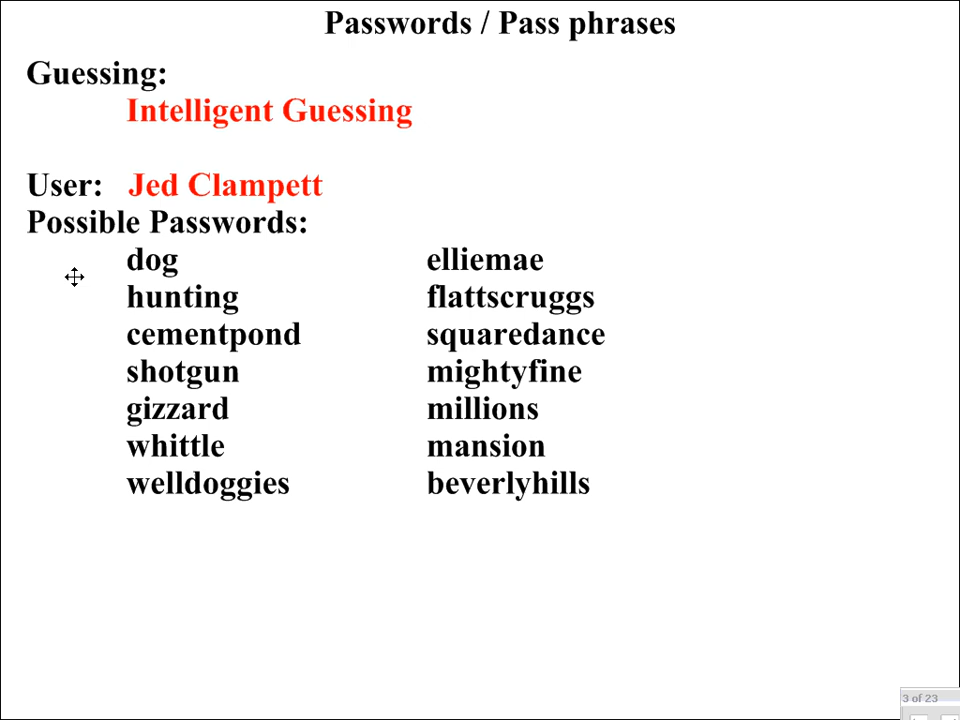 Passwords / Pass phrases
Guessing:
Intelligent Guessing
User: Jed Clampett
Possible Passwords:
dog elliemae
hunting flattscruggs
cementpond squaredance
shotgun mightyfine
gizzard millions
whittle mansion
welldoggies beverlyhills
3 of 23